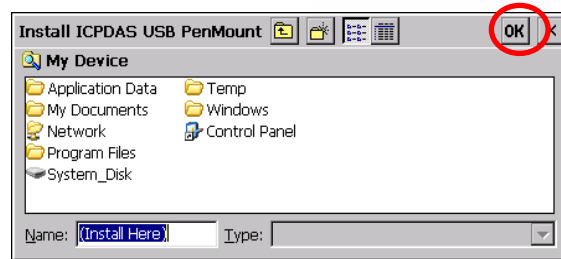 Install ICPDAS USB PenMount OK ×
My Device
Application Data Temp
My Documents Windows
Network Control Panel
Program Files
System_Disk
Name: (Install Here) Type: